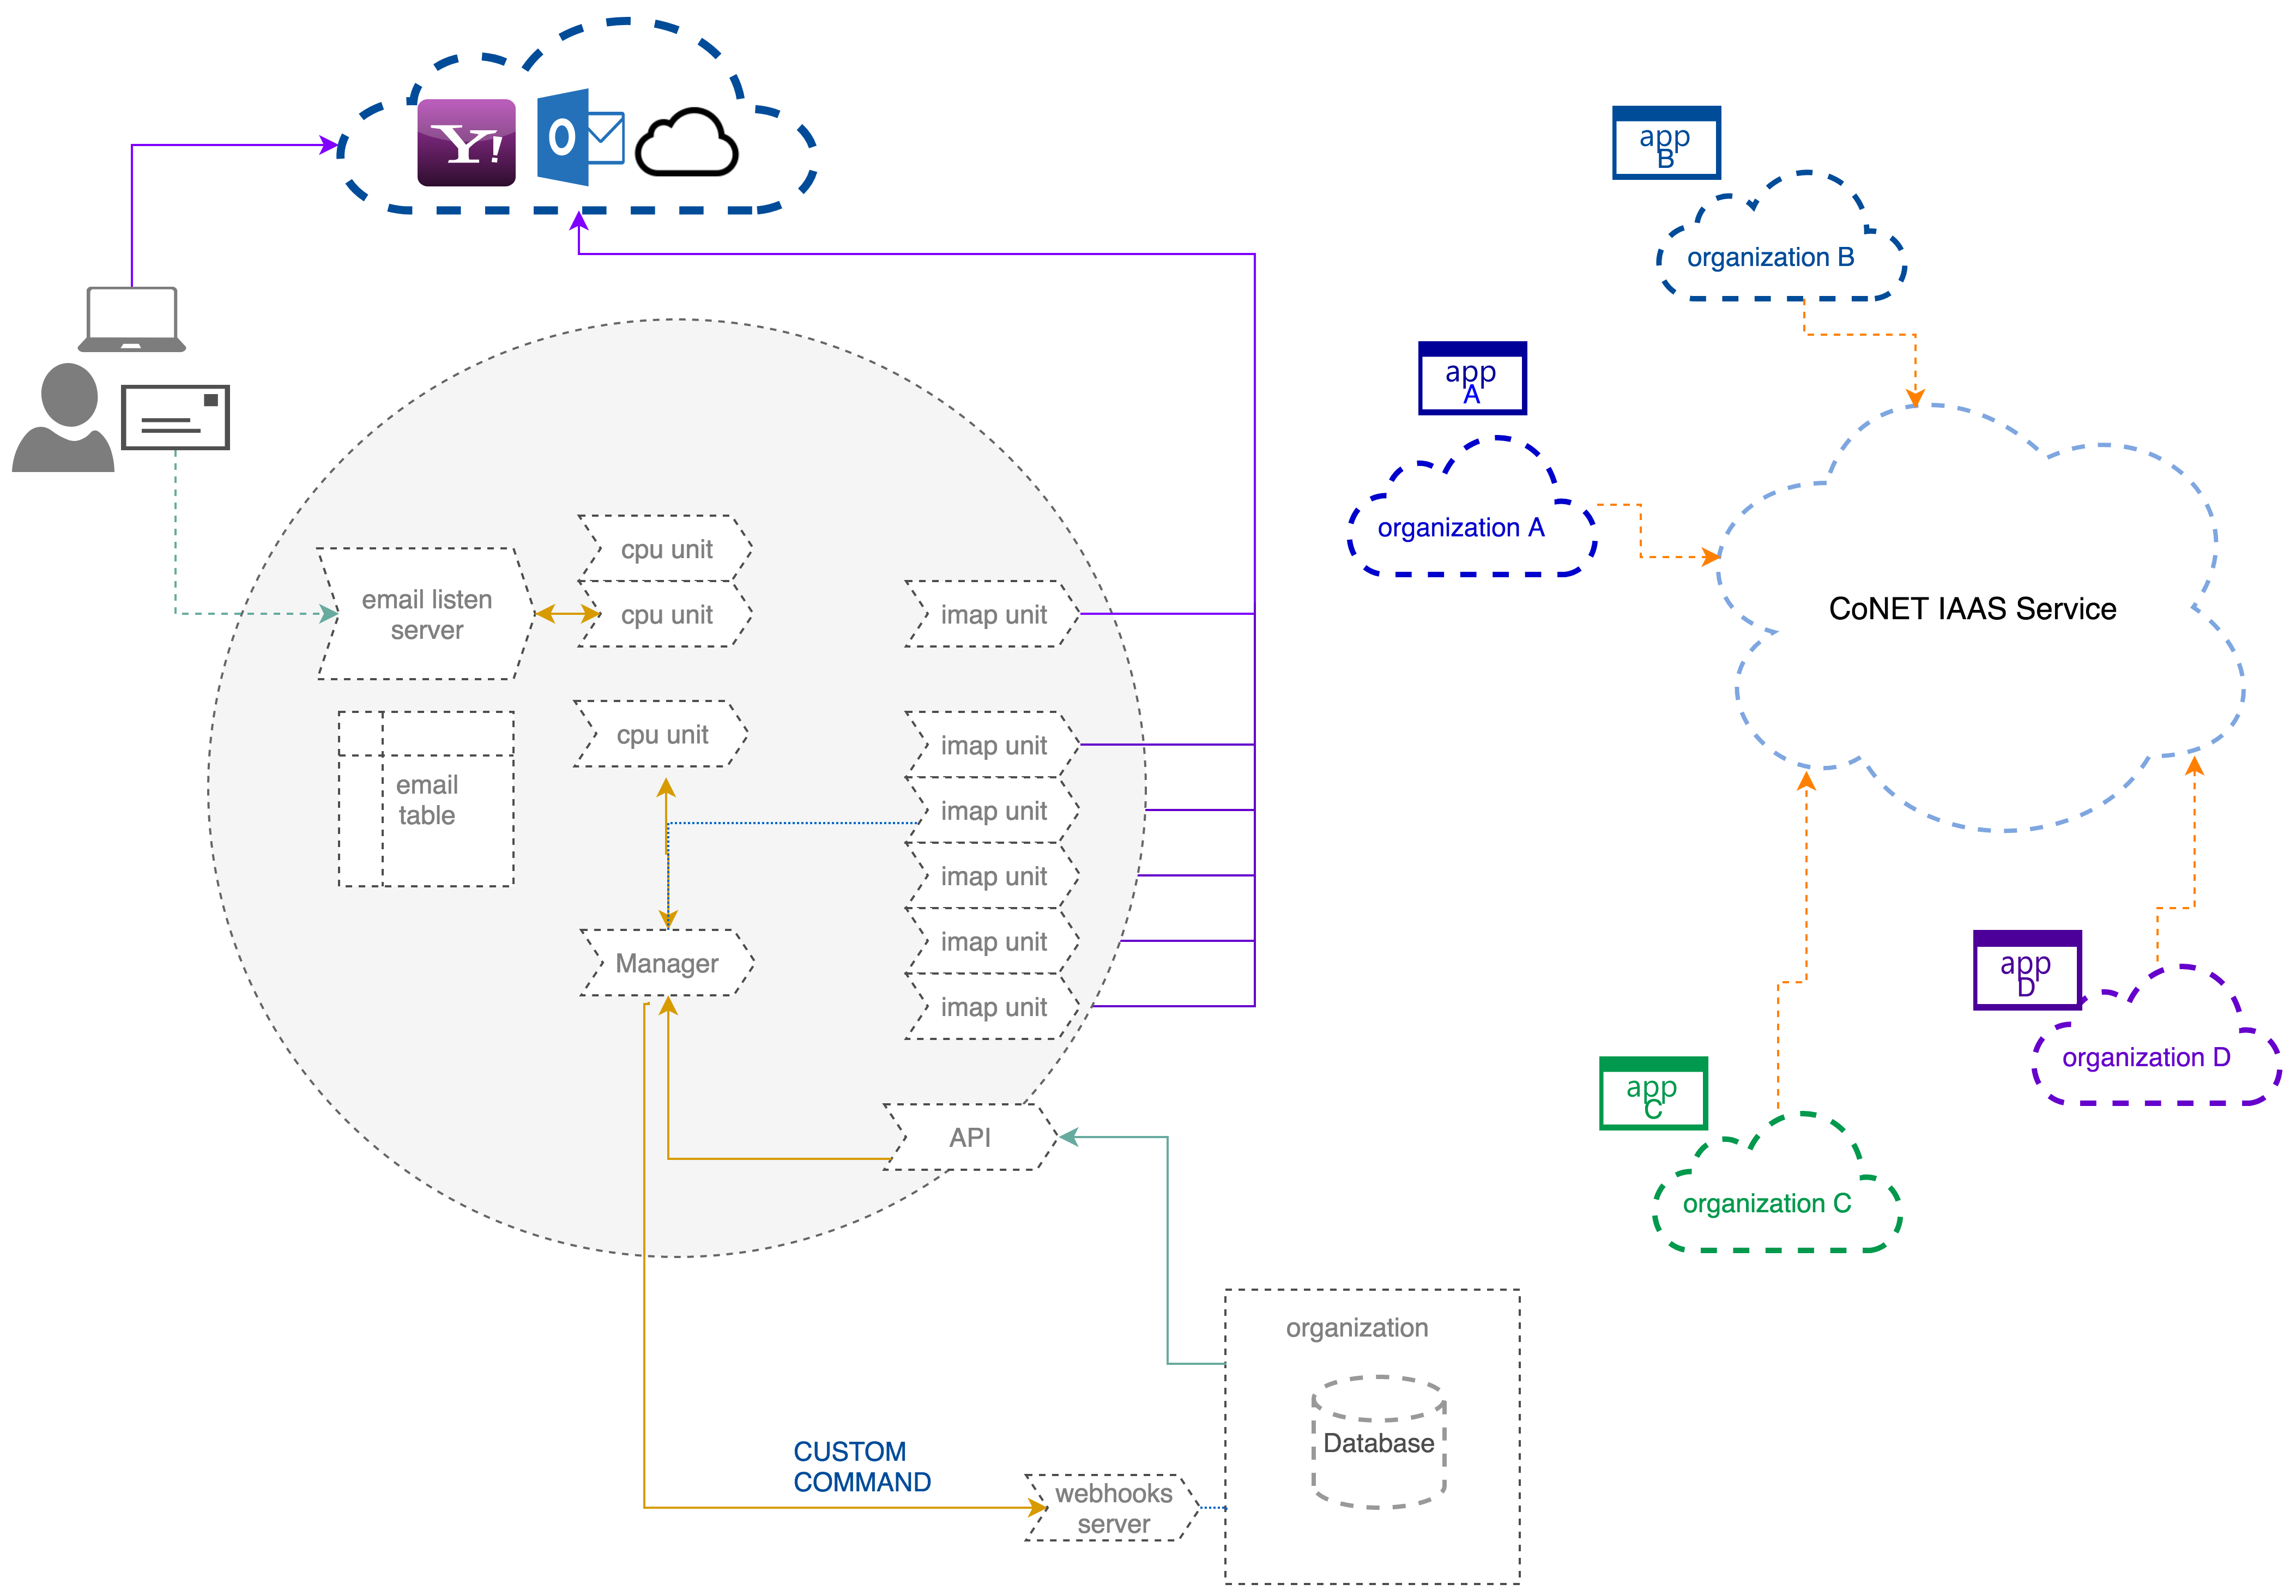 Y!
O
app
B
organization B
app
A
organization A
CoNET IAAS Service
cpu unit
cpu unit
email listen
server
imap unit
cpu unit
imap unit
email
table
imap unit
imap unit
imap unit
Manager
imap unit
app
D
organization D
app
C
organization C
API
organization
Database
CUSTOM
COMMAND
webhooks
server